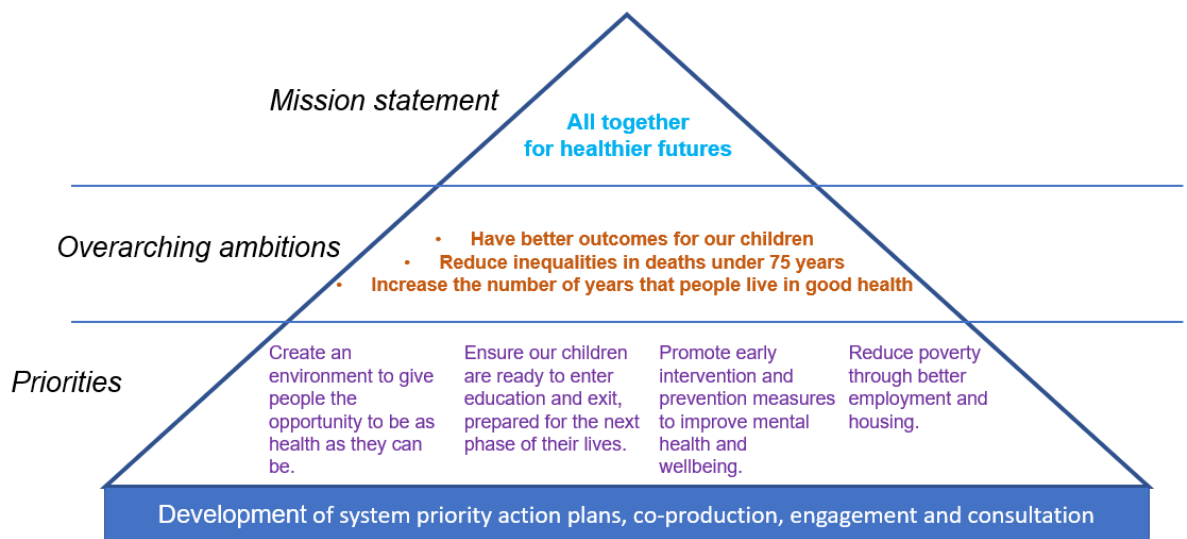 Mission statement
All together
for healthier futures
Overarching ambitions
• Have better outcomes for our children
• Reduce inequalities in deaths under 75 years
• Increase the number of years that people live in good health
Priorities
Create an
environment to give
people the
opportunity to be as
health as they can
be.
Ensure our children
are ready to enter
education and exit,
prepared for the next
phase of their lives.
Promote early
intervention and
prevention measures
to improve mental
health and
wellbeing.
Reduce poverty
through better
employment and
housing.
Development of system priority action plans, co-production, engagement and consultation